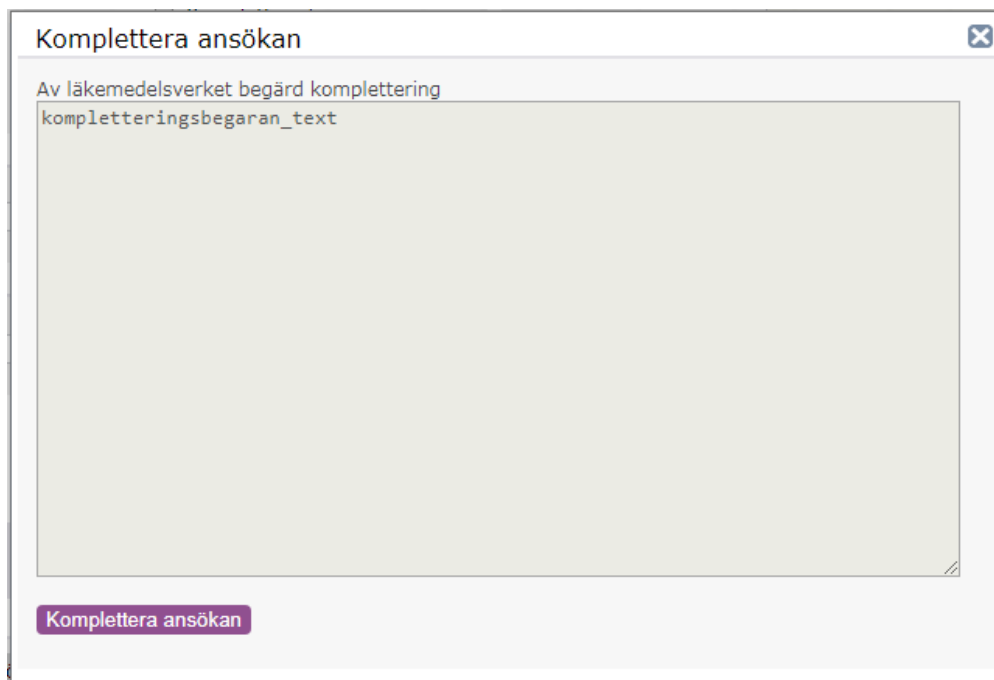 Komplettera ansökan
Av läkemedelsverket begärd komplettering
kompletteringsbegaran_text
Komplettera ansökan